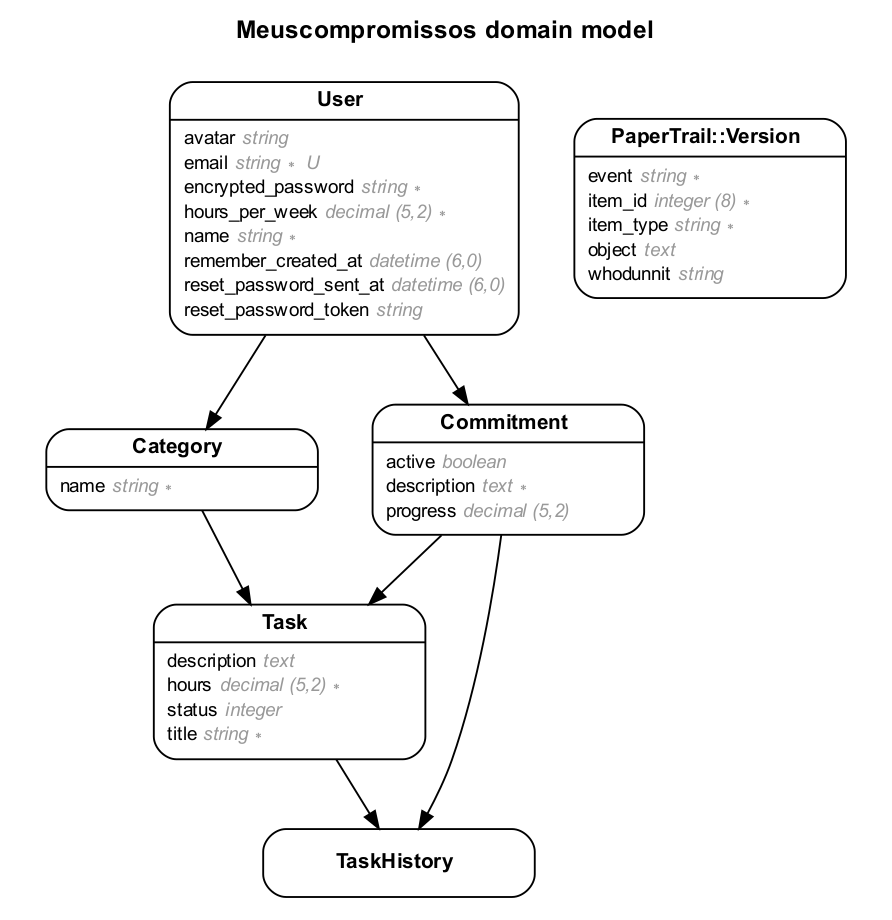 Meuscompromissos domain model
User
avatar string
email string * U
encrypted_password string *
hours_per_week decimal (5,2) *
name string *
remember_created_at datetime (6,0)
reset_password_sent_at datetime (6,0)
reset_password_token string
PaperTrail::Version
event string *
item_id integer (8) *
item_type string *
object text
whodunnit string
Category
name string *
Commitment
active boolean
description text *
progress decimal (5,2)
Task
description text
hours decimal (5,2) *
status integer
title string *
TaskHistory